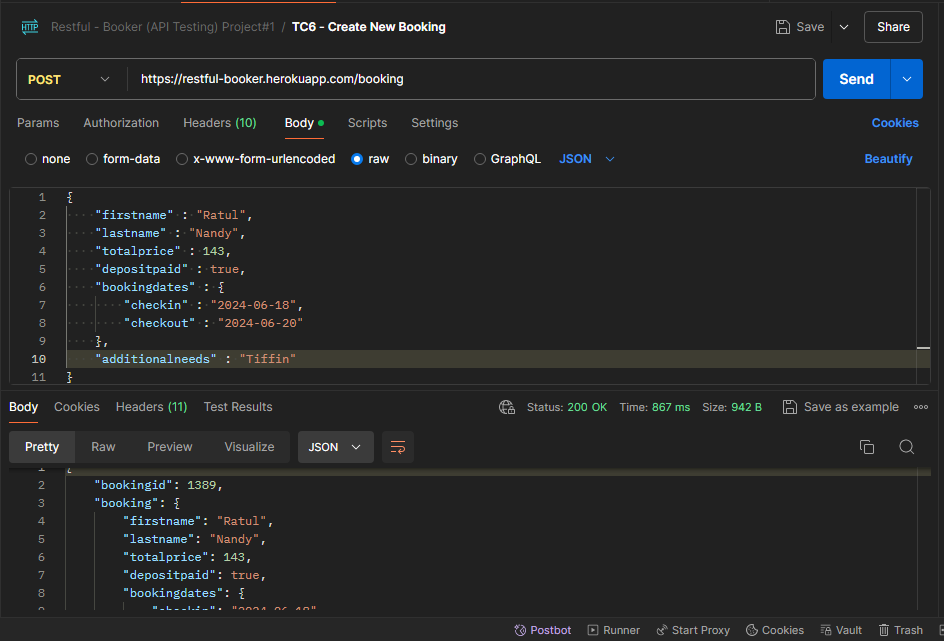 HTTP Restful - Booker (API Testing) Project#1 / TC6 - Create New Booking Save Share
POST https://restful-booker.herokuapp.com/booking Send
Params Authorization Headers (10) Body Scripts Settings Cookies
none form-data x-www-form-urlencoded raw binary GraphQL JSON Beautify
1 {
2 "firstname" : "Ratul",
3 "lastname" : "Nandy",
4 "totalprice" : 143,
5 "depositpaid" : true,
6 "bookingdates" : {
7 "checkin" : "2024-06-18",
8 "checkout" : "2024-06-20"
9 },
10 "additionalneeds" : "Tiffin"
11 }
Body Cookies Headers (11) Test Results Status: 200 OK Time: 867 ms Size: 942 B Save as example
Pretty Raw Preview Visualize JSON
1 {
2 "bookingid": 1389,
3 "booking": {
4 "firstname": "Ratul",
5 "lastname": "Nandy",
6 "totalprice": 143,
7 "depositpaid": true,
8 "bookingdates": {
9 "checkin": "2024-06-18"
Postbot Runner Start Proxy Cookies Vault Trash